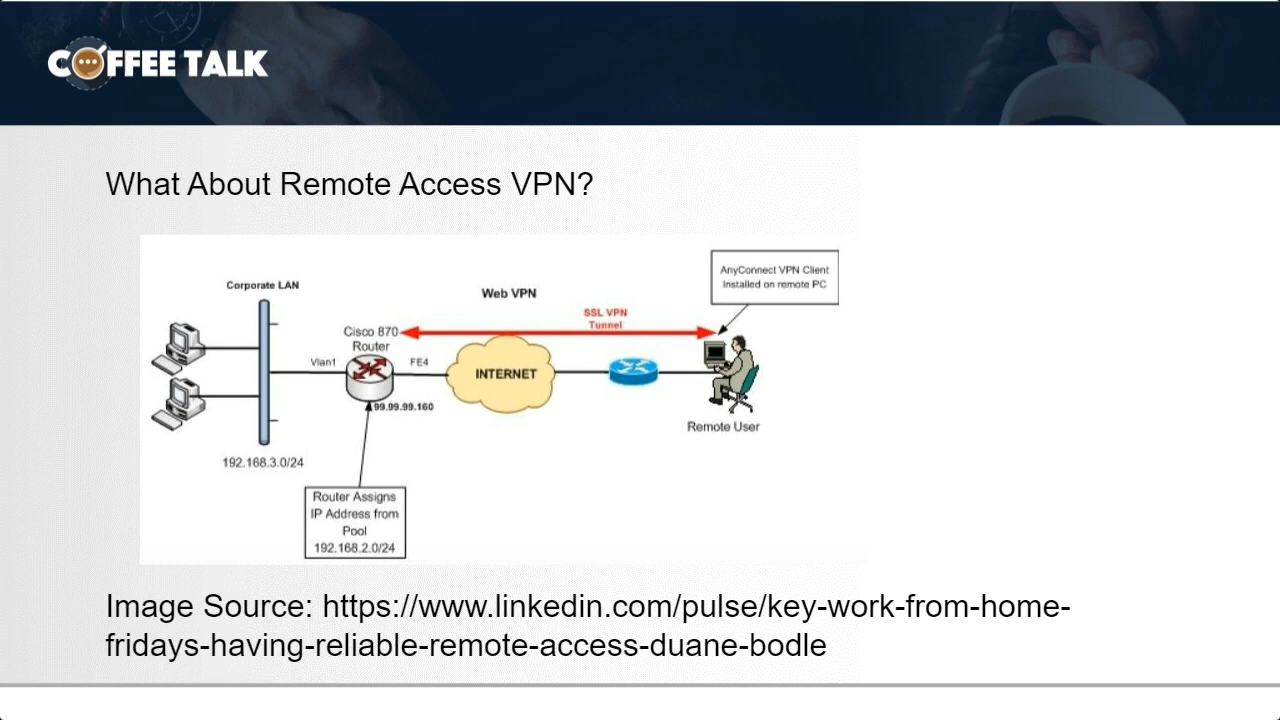 COFFEE TALK
What About Remote Access VPN?
Corporate LAN
Web VPN
AnyConnect VPN Client
Installed on remote PC
SSL VPN
Tunnel
Cisco 870
Router
Vlan1
FE4
INTERNET
99.99.99.160
Remote User
192.168.3.0/24
Router Assigns
IP Address from
Pool
192.168.2.0/24
Image Source: https://www.linkedin.com/pulse/key-work-from-home-
fridays-having-reliable-remote-access-duane-bodle